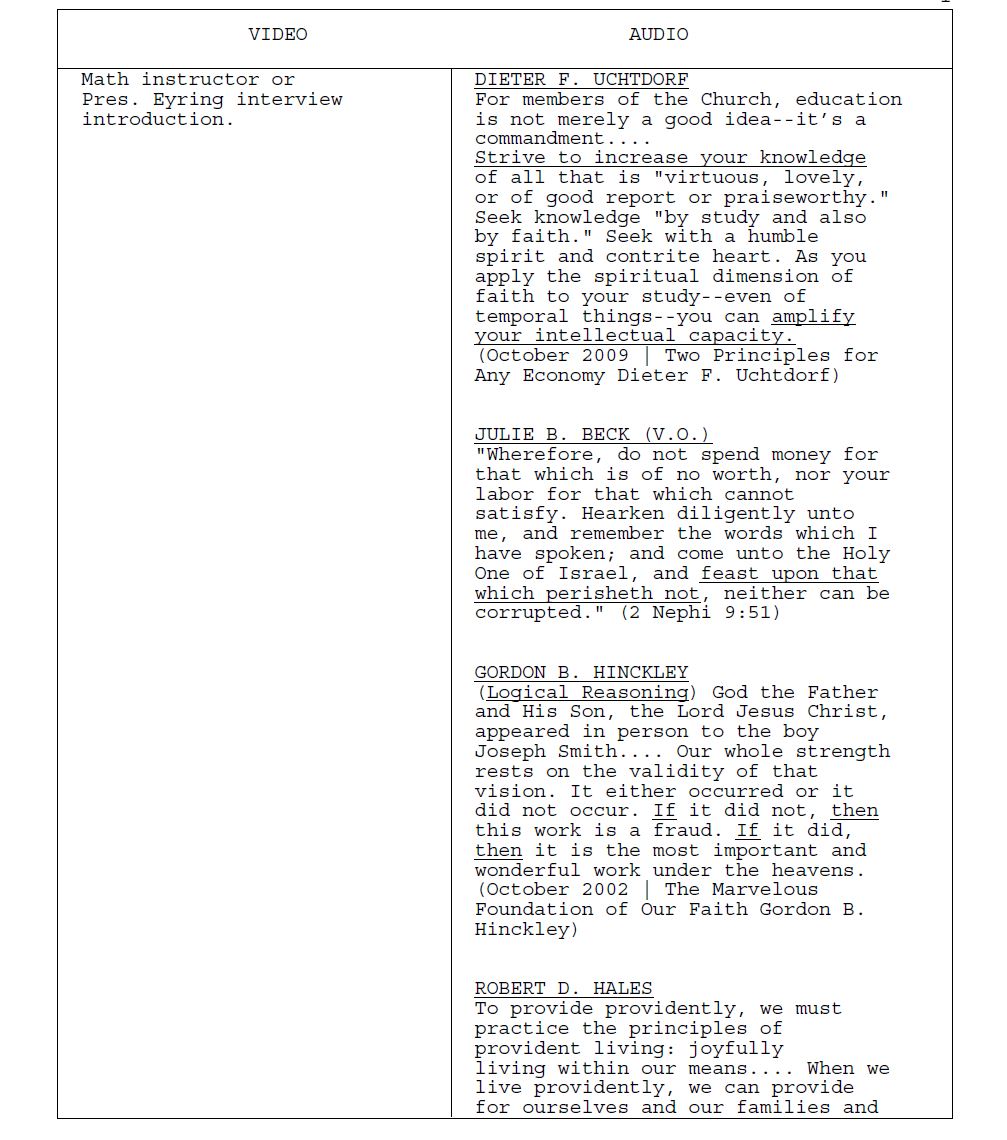 VIDEO
AUDIO
Math instructor or
Pres. Eyring interview
introduction.
DIETER F. UCHTDORF
For members of the Church, education
is not merely a good idea--it's a
commandment....
Strive to increase your knowledge
of all that is "virtuous, lovely,
or of good report or praiseworthy."
Seek knowledge "by study and also
by faith." Seek with a humble
spirit and contrite heart. As you
apply the spiritual dimension of
faith to your study--even of
temporal things--you can amplify
your intellectual capacity.
(October 2009 | Two Principles for
Any Economy Dieter F. Uchtdorf)
JULIE B. BECK (V.O.)
"Wherefore, do not spend money for
that which is of no worth, nor your
labor for that which cannot
satisfy. Hearken diligently unto
me, and remember the words which I
have spoken; and come unto the Holy
One of Israel, and feast upon that
which perisheth not, neither can be
corrupted." (2 Nephi 9:51)
GORDON B. HINCKLEY
(Logical Reasoning) God the Father
and His Son, the Lord Jesus Christ,
appeared in person to the boy
Joseph Smith.... Our whole strength
rests on the validity of that
vision. It either occurred or it
did not occur. If it did not, then
this work is a fraud. If it did,
then it is the most important and
wonderful work under the heavens.
(October 2002 | The Marvelous
Foundation of Our Faith Gordon B.
Hinckley)
ROBERT D. HALES
To provide providently, we must
practice the principles of
provident living: joyfully
living within our means.... When we
live providently, we can provide
for ourselves and our families and